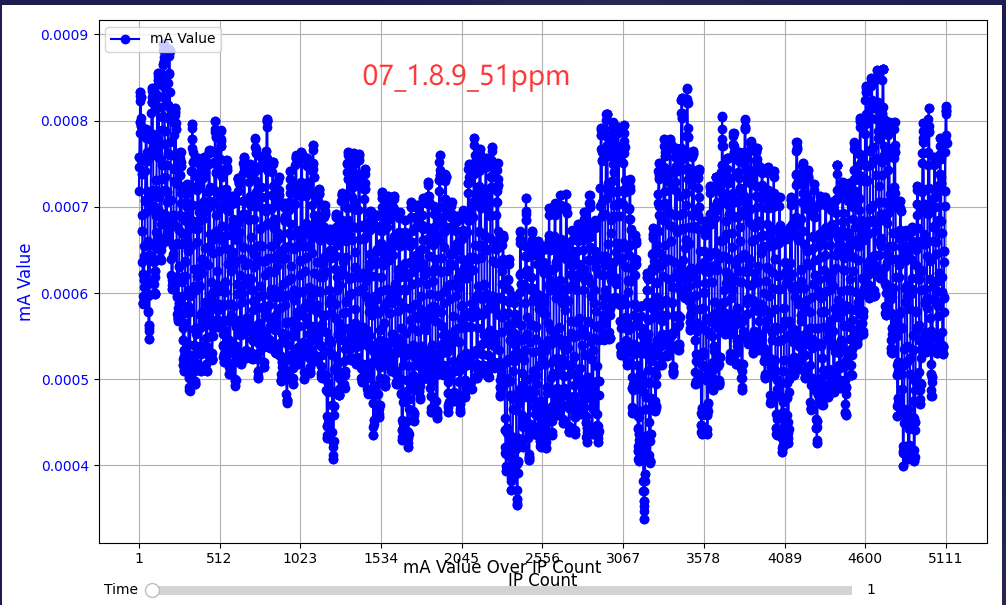 0.0009
mA Value
07_1.8.9_51ppm
0.0008
0.0007
mA Value
0.0006
0.0005
0.0004
1 512 1023 1534 2045 2556 3067 3578 4089 4600 5111
mA Value Over IP Count
IP Count
Time 1